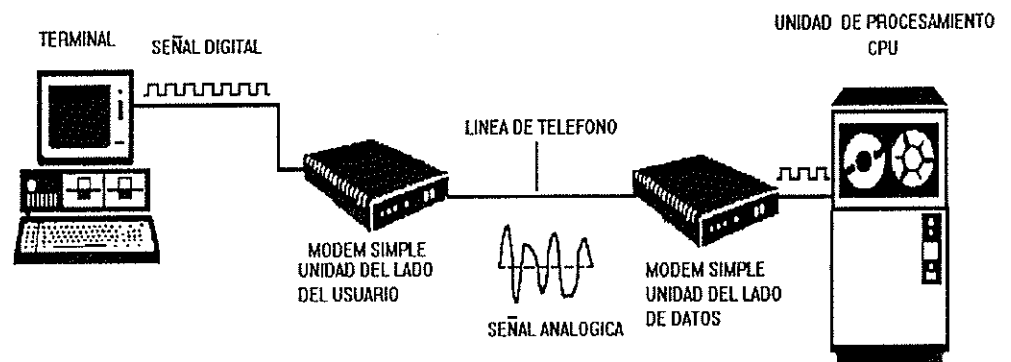 UNIDAD DE PROCESAMIENTO
CPU
TERMINAL
SEÑAL DIGITAL
LINEA DE TELEFONO
MODEM SIMPLE
UNIDAD DEL LADO
DEL USUARIO
SEÑAL ANALOGICA
MODEM SIMPLE
UNIDAD DEL LADO
DE DATOS